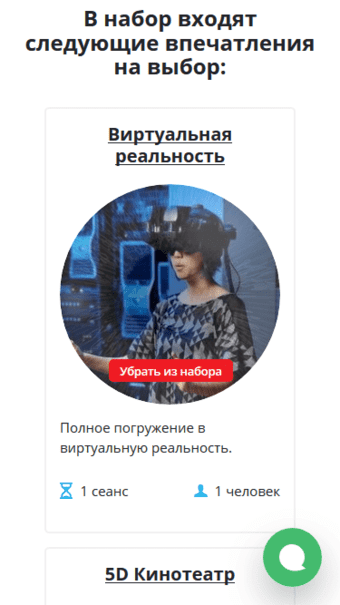 В набор входят
следующие впечатления
на выбор:
Виртуальная
реальность
Убрать из набора
Полное погружение в
виртуальную реальность.
1 сеанс
1 человек
5D Кинотеатр